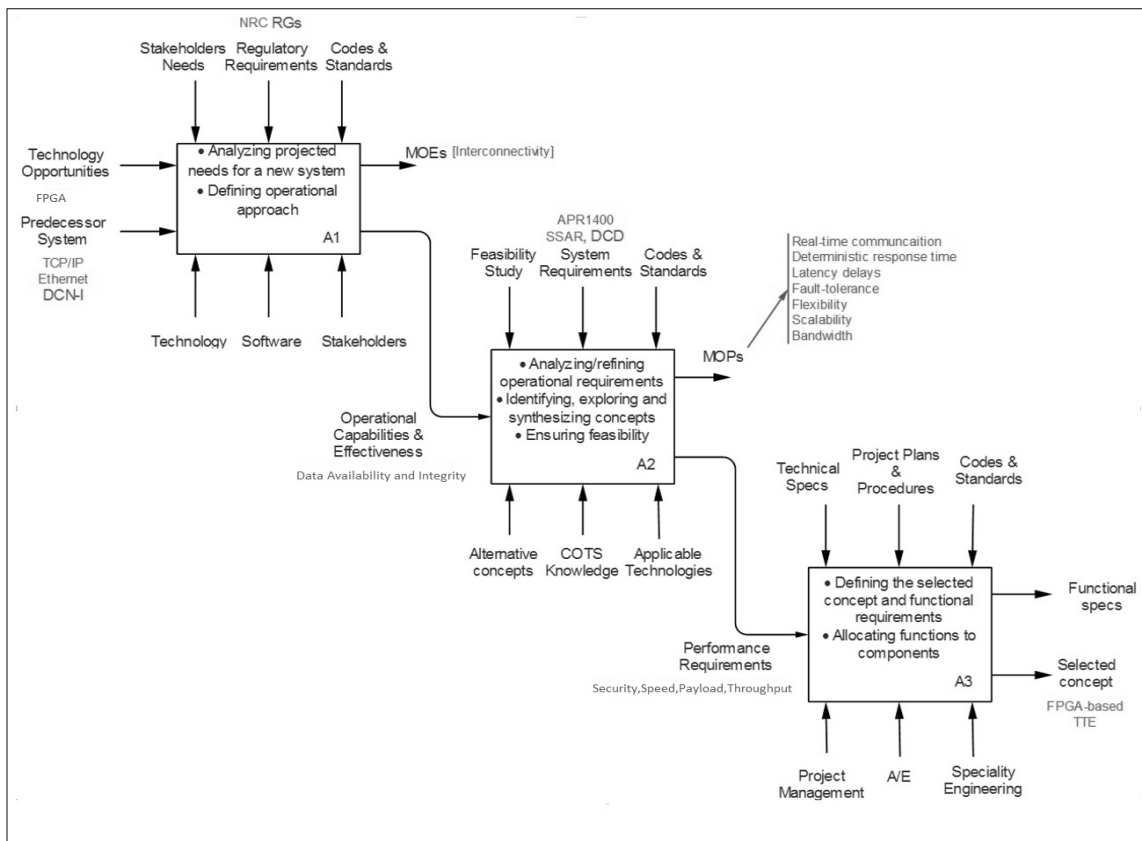 NRC RGs
Stakeholders
Needs
Regulatory
Requirements
Codes &
Standards
Technology
Opportunities
FPGA
Predecessor
System
TCP/IP
Ethernet
DCN-I
• Analyzing projected
needs for a new system
• Defining operational
approach
A1
MOEs [Interconnectivity]
Technology
Software
Stakeholders
Feasibility
Study
APR1400
SSAR, DCD
System
Requirements
Codes &
Standards
Operational
Capabilities &
Effectiveness
Data Availability and Integrity
• Analyzing/refining
operational requirements
• Identifying, exploring and
synthesizing concepts
• Ensuring feasibility
A2
MOPs
Real-time communcaition
Deterministic response time
Latency delays
Fault-tolerance
Flexibility
Scalability
Bandwidth
Alternative
concepts
COTS
Knowledge
Applicable
Technologies
Technical
Specs
Project Plans
&
Procedures
Codes &
Standards
Performance
Requirements
Security,Speed,Payload,Throughput
• Defining the selected
concept and functional
requirements
• Allocating functions to
components
A3
Functional
specs
Selected
concept
FPGA-based
TTE
Project
Management
A/E
Speciality
Engineering